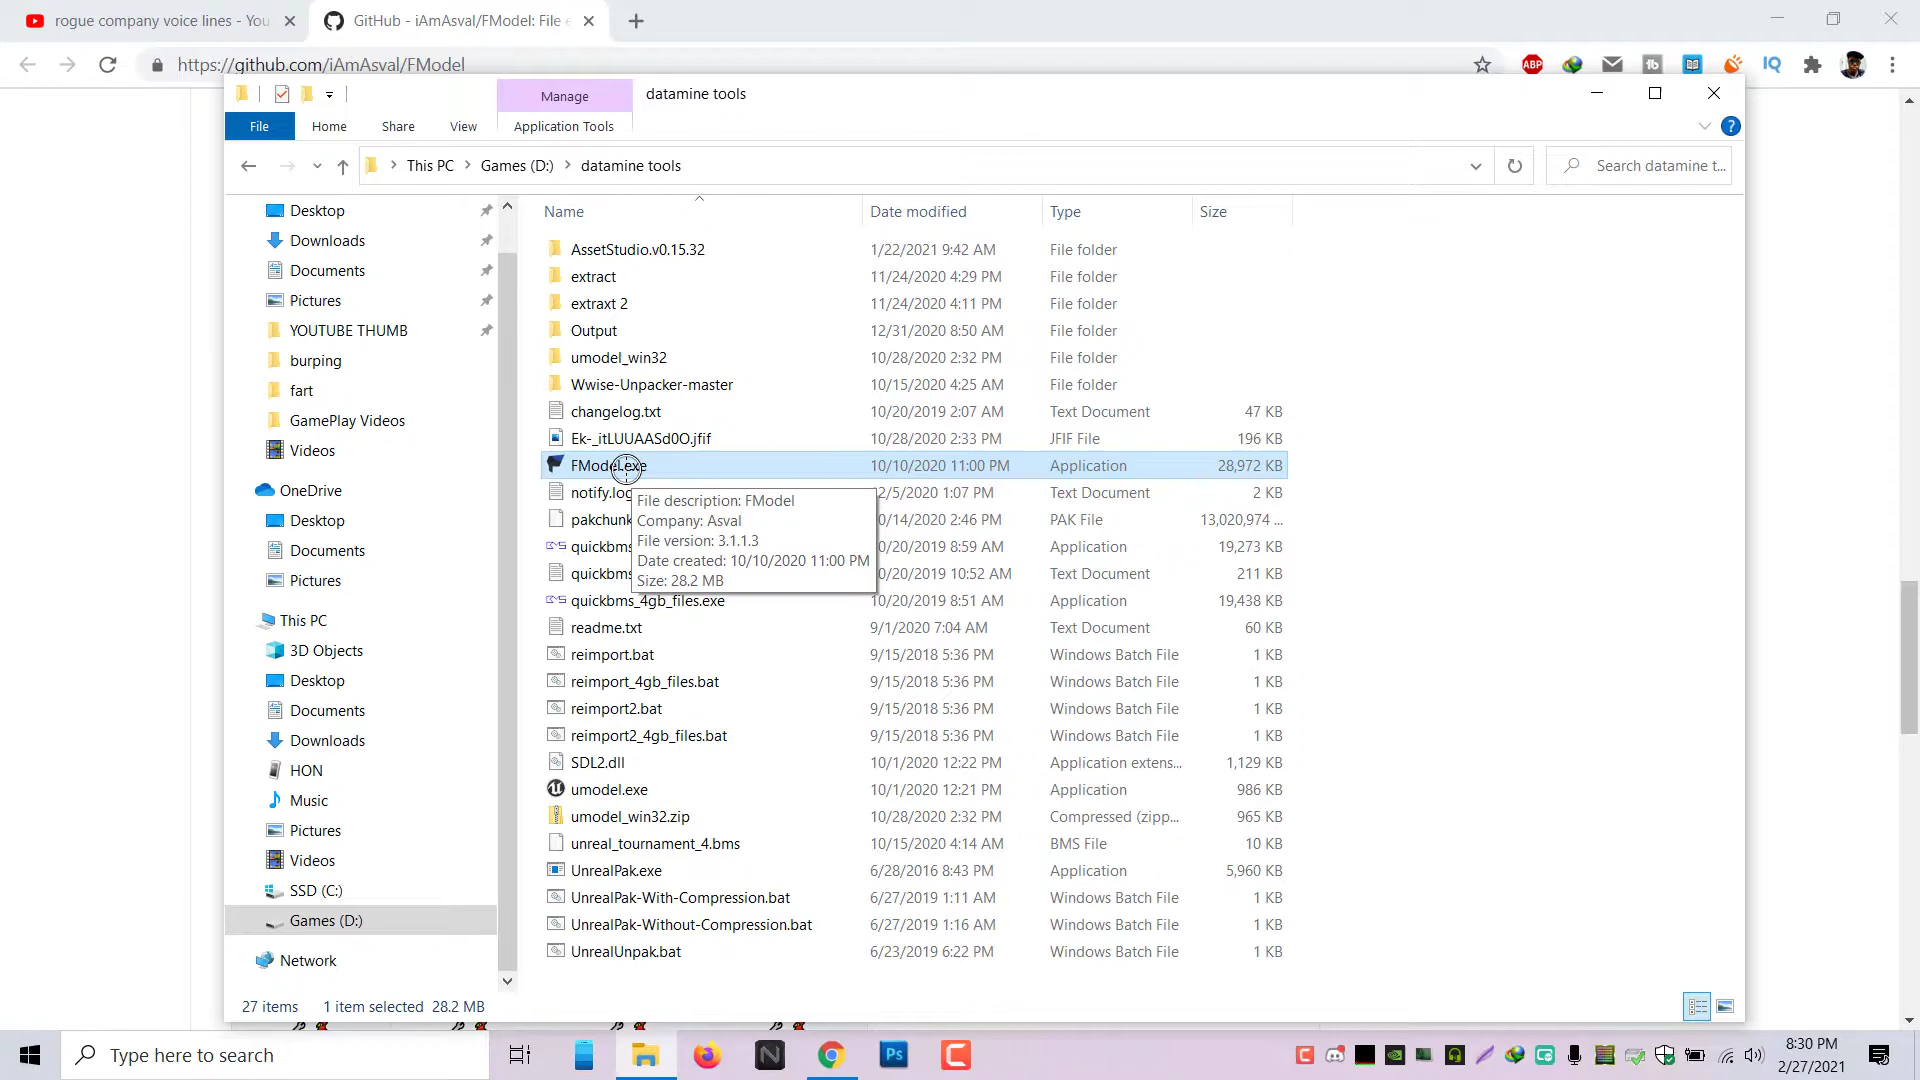 rogue company voice lines - You
GitHub - iAmAsval/FModel: File e
https://github.com/iAmAsval/FModel
Manage
datamine tools
File
Home
Share
View
Application Tools
This PC > Games (D:) > datamine tools
Search datamine t...
Name
Date modified
Type
Size
Desktop
Downloads
Documents
Pictures
YOUTUBE THUMB
burping
fart
GamePlay Videos
Videos
OneDrive
Desktop
Documents
Pictures
This PC
3D Objects
Desktop
Documents
Downloads
HON
Music
Pictures
Videos
SSD (C:)
Games (D:)
Network
AssetStudio.v0.15.32 1/22/2021 9:42 AM File folder
extract 11/24/2020 4:29 PM File folder
extraxt 2 11/24/2020 4:11 PM File folder
Output 12/31/2020 8:50 AM File folder
umodel_win32 10/28/2020 2:32 PM File folder
Wwise-Unpacker-master 10/15/2020 4:25 AM File folder
changelog.txt 10/20/2019 2:07 AM Text Document 47 KB
Ek-_itLUUAASd0O.jfif 10/28/2020 2:33 PM JFIF File 196 KB
FModel.exe 10/10/2020 11:00 PM Application 28,972 KB
notify.log 2/5/2020 1:07 PM Text Document 2 KB
pakchunk 0/14/2020 2:46 PM PAK File 13,020,974 ...
quickbms 0/20/2019 8:59 AM Application 19,273 KB
quickbms 0/20/2019 10:52 AM Text Document 211 KB
quickbms_4gb_files.exe 0/20/2019 8:51 AM Application 19,438 KB
readme.txt 9/1/2020 7:04 AM Text Document 60 KB
reimport.bat 9/15/2018 5:36 PM Windows Batch File 1 KB
reimport_4gb_files.bat 9/15/2018 5:36 PM Windows Batch File 1 KB
reimport2.bat 9/15/2018 5:36 PM Windows Batch File 1 KB
reimport2_4gb_files.bat 9/15/2018 5:36 PM Windows Batch File 1 KB
SDL2.dll 10/1/2020 12:22 PM Application extens... 1,129 KB
umodel.exe 10/1/2020 12:21 PM Application 986 KB
umodel_win32.zip 10/28/2020 2:32 PM Compressed (zipp... 965 KB
unreal_tournament_4.bms 10/15/2020 4:14 AM BMS File 10 KB
UnrealPak.exe 6/28/2016 8:43 PM Application 5,960 KB
UnrealPak-With-Compression.bat 6/27/2019 1:11 AM Windows Batch File 1 KB
UnrealPak-Without-Compression.bat 6/27/2019 1:16 AM Windows Batch File 1 KB
UnrealUnpak.bat 6/23/2019 6:22 PM Windows Batch File 1 KB
File description: FModel
Company: Asval
File version: 3.1.1.3
Date created: 10/10/2020 11:00 PM
Size: 28.2 MB
27 items 1 item selected 28.2 MB
Type here to search
8:30 PM
2/27/2021
ABP
tb
IQ
Ps